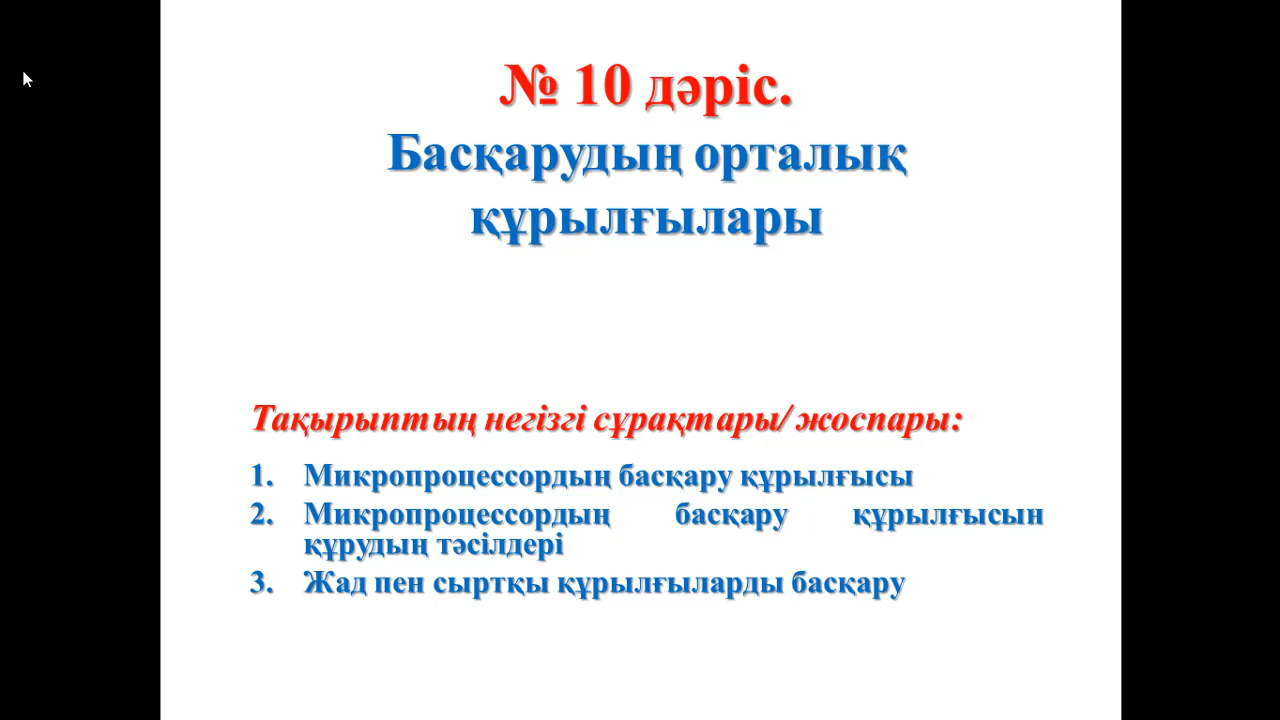 № 10 дәріс.
Басқарудың орталық
құрылғылары
Тақырыптың негізгі сұрақтары/ жоспары:
1. Микропроцессордың басқару құрылғысы
2. Микропроцессордың басқару құрылғысын
құрудың тәсілдері
3. Жад пен сыртқы құрылғыларды басқару